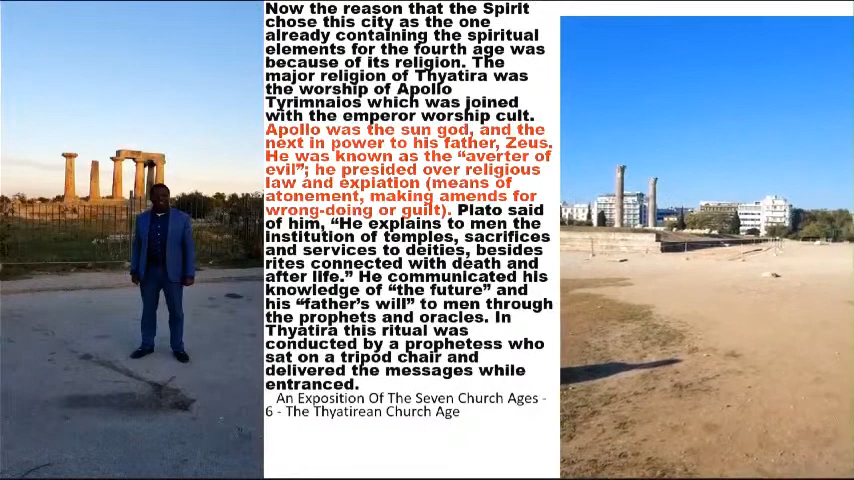 Now the reason that the Spirit
chose this city as the one
already containing the spiritual
elements for the fourth age was
because of its religion. The
major religion of Thyatira was
the worship of Apollo
Tyrimnaios which was joined
with the emperor worship cult.
Apollo was the sun god, and the
next in power to his father, Zeus.
He was known as the “averter of
evil”; he presided over religious
law and expiation (means of
atonement, making amends for
wrong-doing or guilt). Plato said
of him, “He explains to men the
institution of temples, sacrifices
and services to deities, besides
rites connected with death and
after life.” He communicated his
knowledge of “the future” and
his “father’s will” to men through
the prophets and oracles. In
Thyatira this ritual was
conducted by a prophetess who
sat on a tripod chair and
delivered the messages while
entranced.
An Exposition Of The Seven Church Ages -
6 - The Thyatirean Church Age